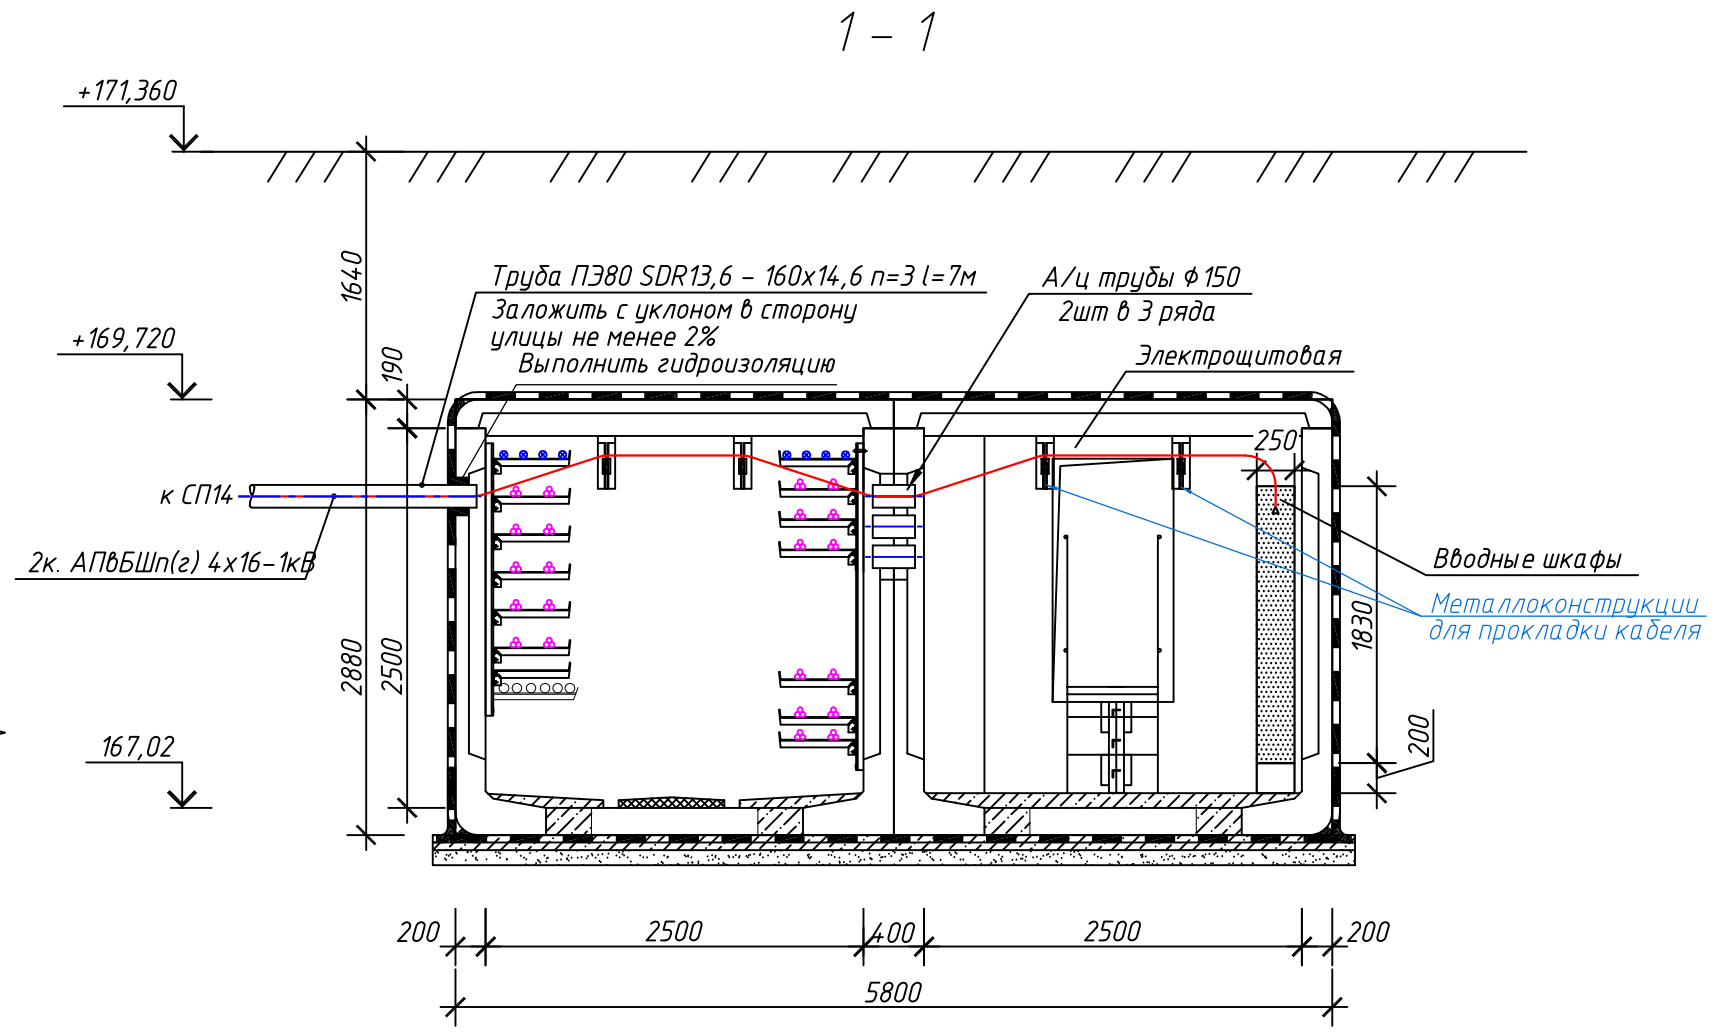 1 - 1
+171,360
1640
Труба ПЭ80 SDR13,6 - 160x14,6 n=3 l=7м
Заложить с уклоном в сторону
улицы не менее 2%
Выполнить гидроизоляцию
А/ц трубы ϕ150
2шт в 3 ряда
Электрощитовая
+169,720
190
250
к СП14
2к. АПвБШп(г) 4х16-1кВ
Вводные шкафы
Металлоконструкции
для прокладки кабеля
1830
2880
2500
200
167,02
200
2500
400
2500
200
5800